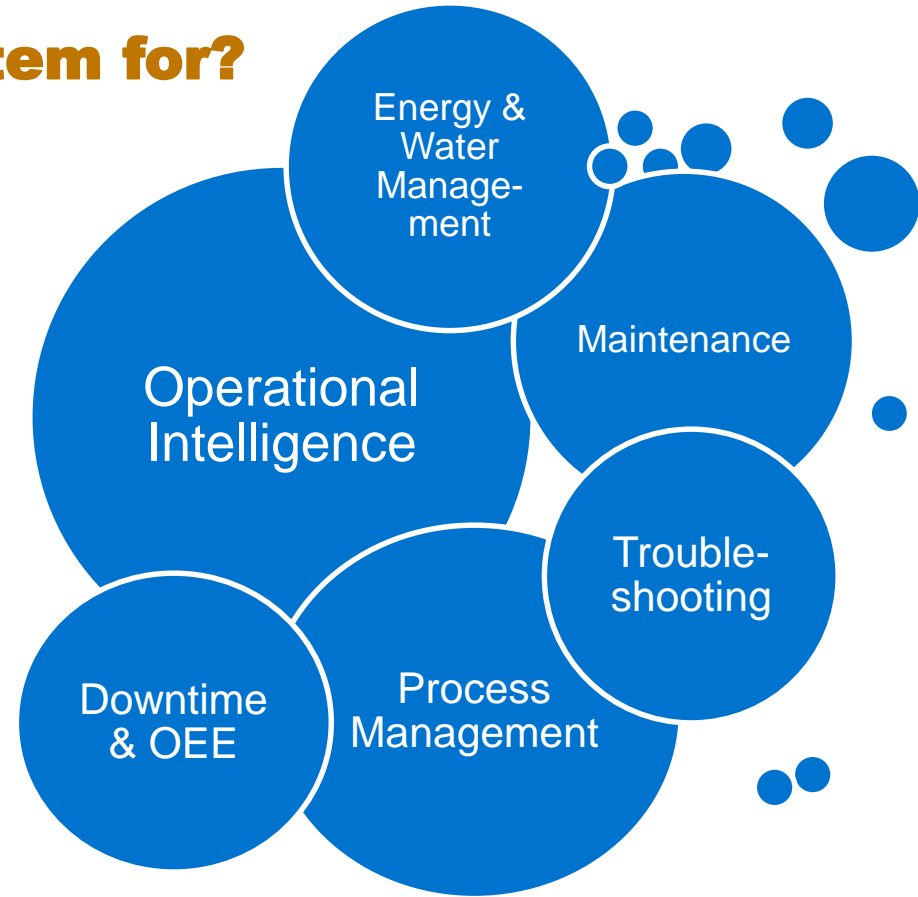 tem for?
Energy &
Water
Manage-
ment
Maintenance
Operational
Intelligence
Trouble-
shooting
Process
Management
Downtime
& OEE